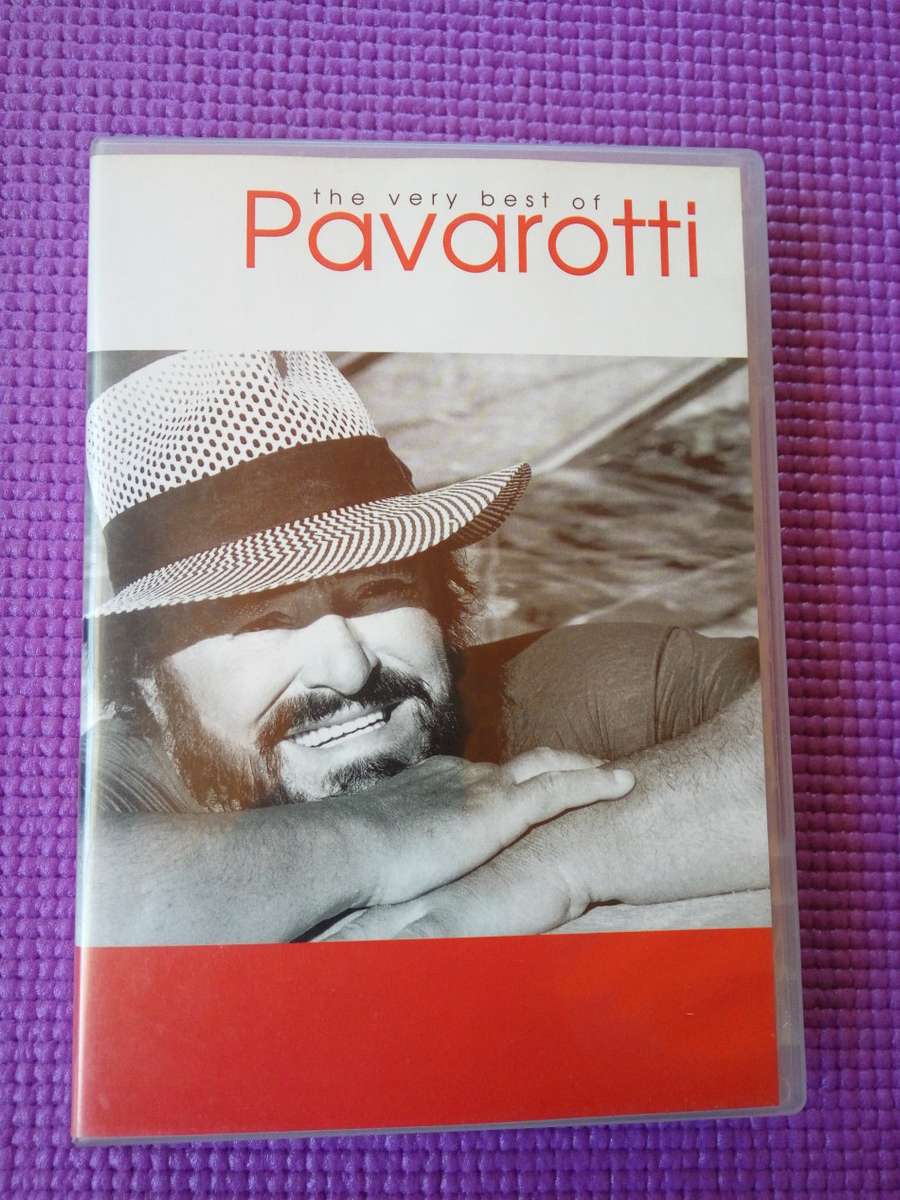 the very best of
Pavarotti